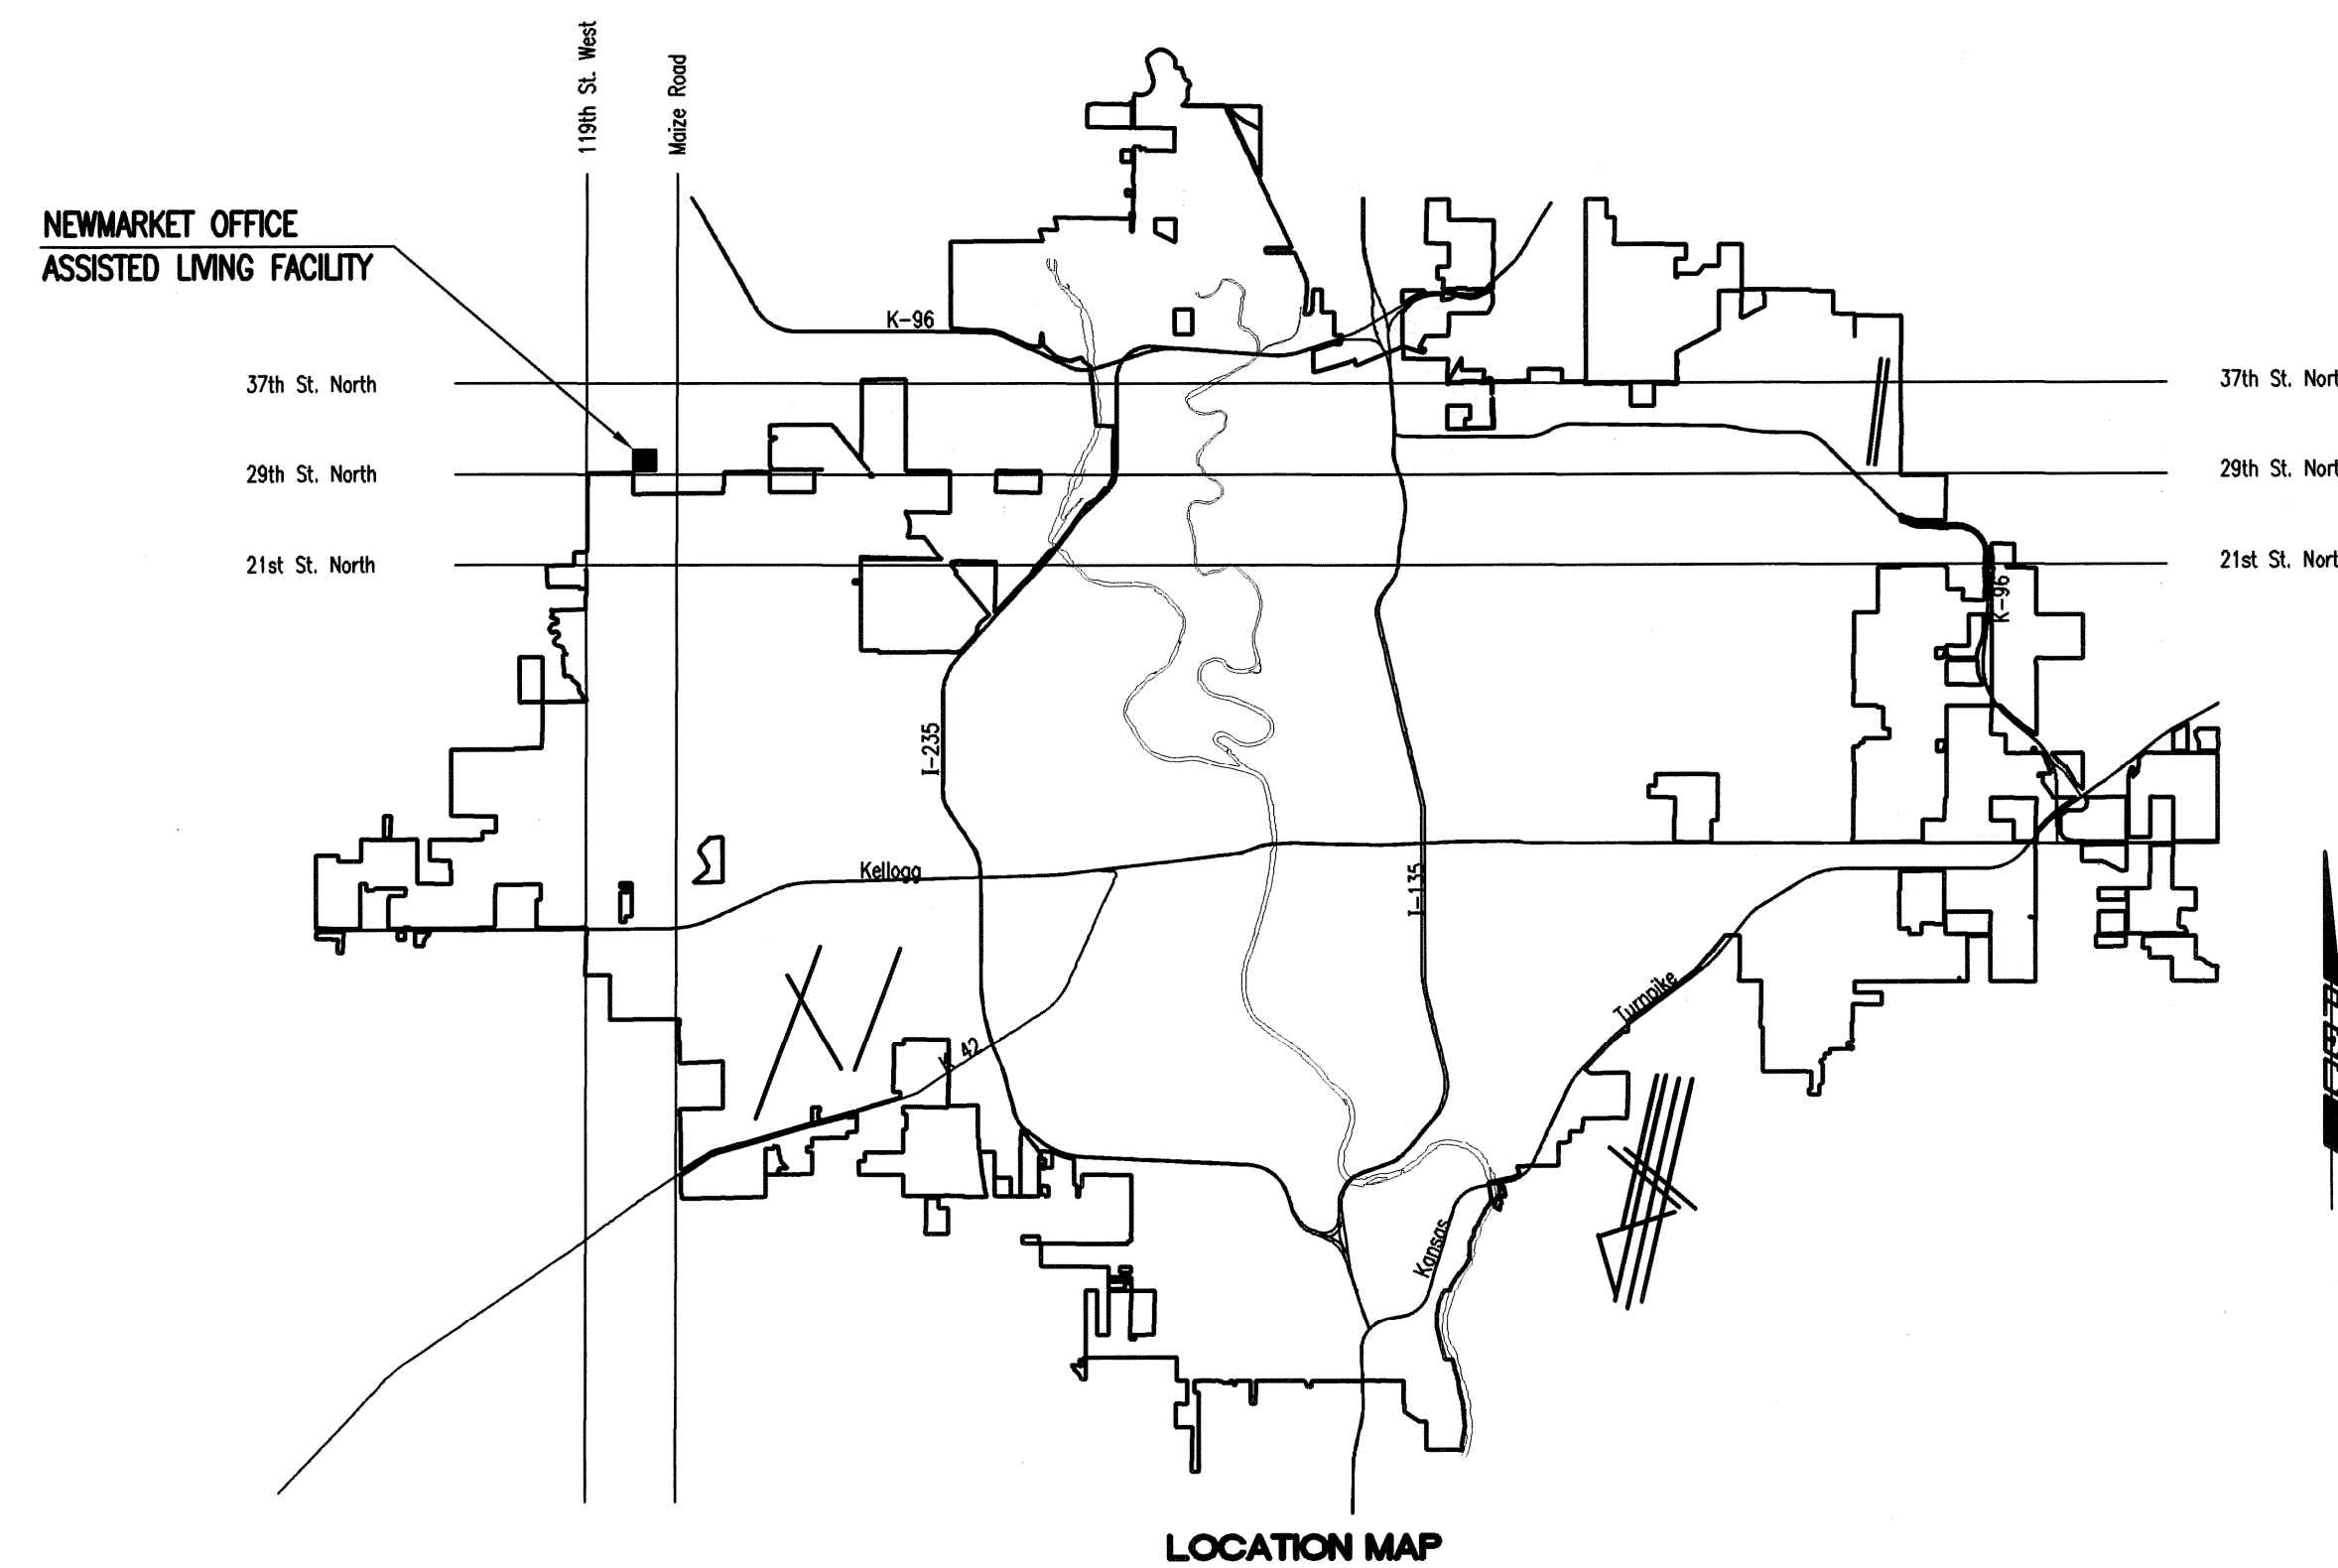 119th St. West
Maize Road
NEWMARKET OFFICE
ASSISTED LIVING FACILITY
K-96
37th St. North
37th St. Nort
29th St. North
29th St. Nort
21st St. North
21st St. Nort
K-96
I-235
Kellogg
I-135
Turnpike
K 42
Kansas
LOCATION MAP